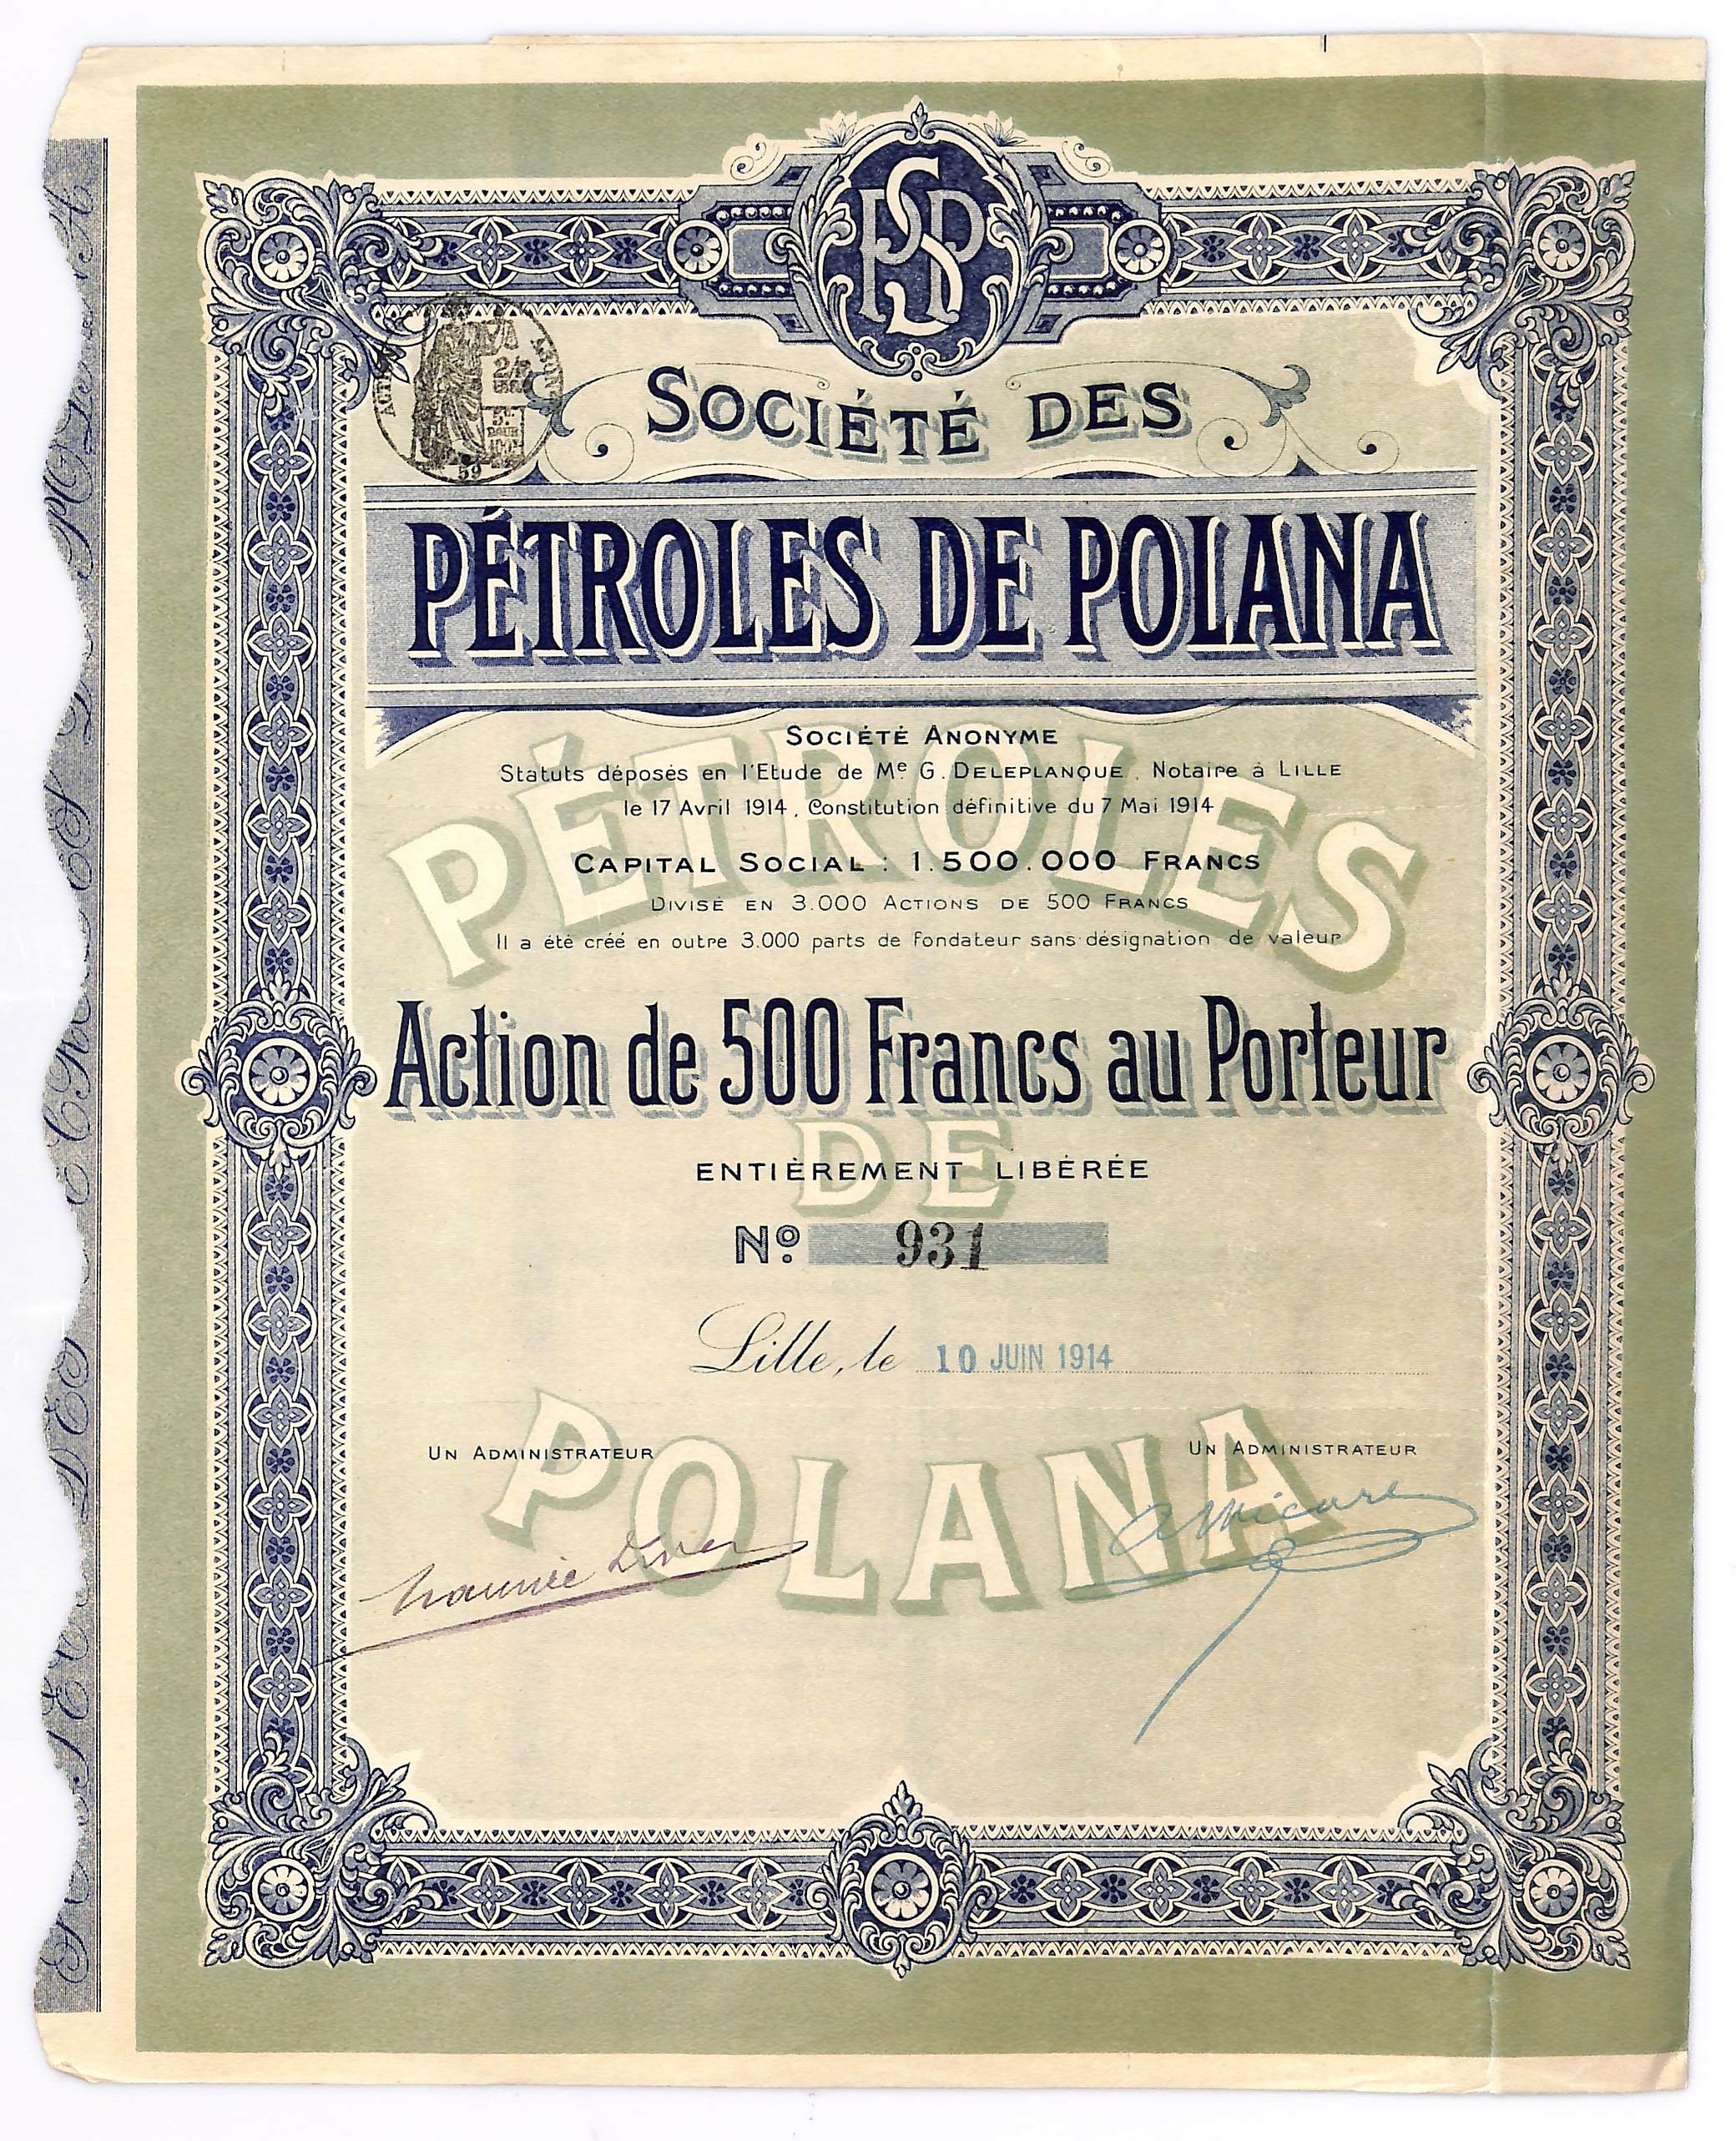 SPP
SOCIÉTÉ DES
PÉTROLES DE POLANA
SOCIÉTÉ ANONYME
Statuts déposés en l'Etude de Me G. DELEPLANQUE, Notaire à LILLE
le 17 Avril 1914, Constitution définitive du 7 Mai 1914
CAPITAL SOCIAL : 1.500.000 FRANCS
DIVISÉ EN 3.000 ACTIONS DE 500 FRANCS
Il a été créé en outre 3.000 parts de fondateur sans désignation de valeur
Action de 500 Francs au Porteur
ENTIÈREMENT LIBÉRÉE
No. 931
Lille, le 10 JUIN 1914
UN ADMINISTRATEUR
UN ADMINISTRATEUR
PÉTROLES
DE
POLANA